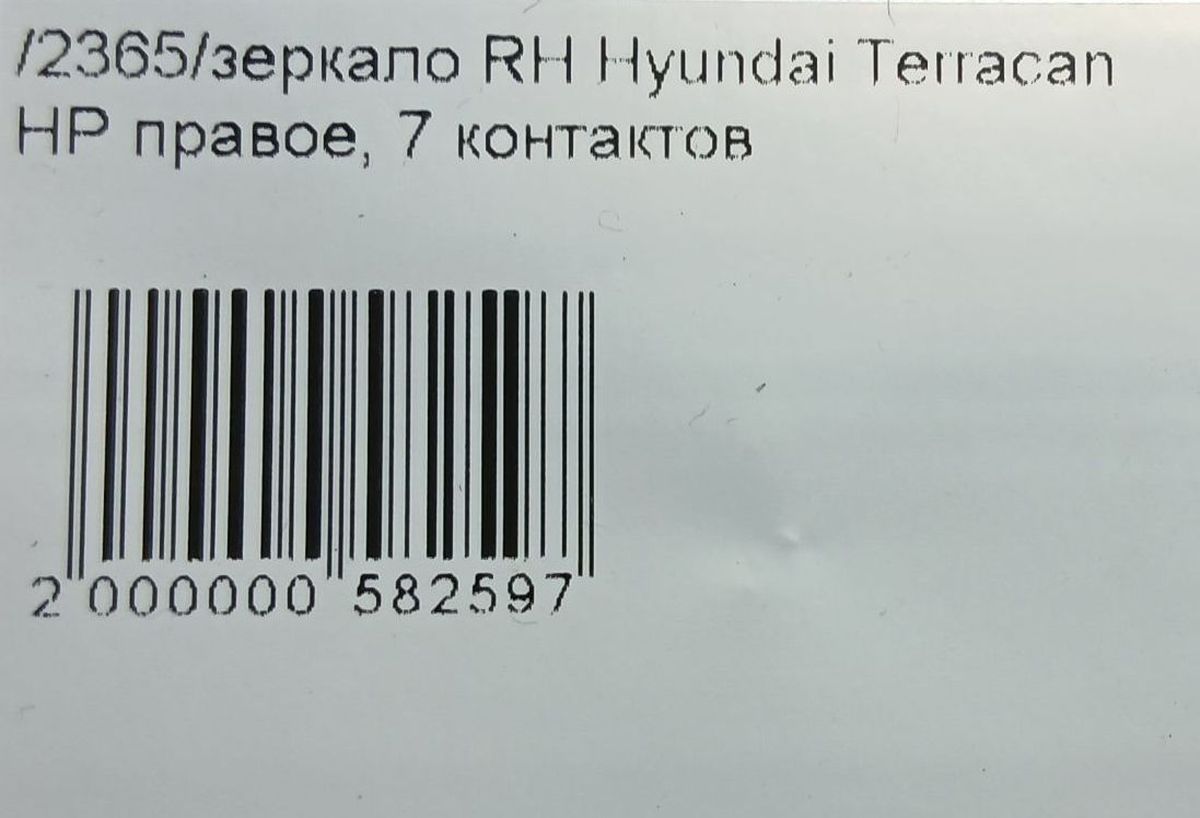 /2365/зеркало RH Hyundai Terracan
HP правое, 7 контактов
2 000000 582597